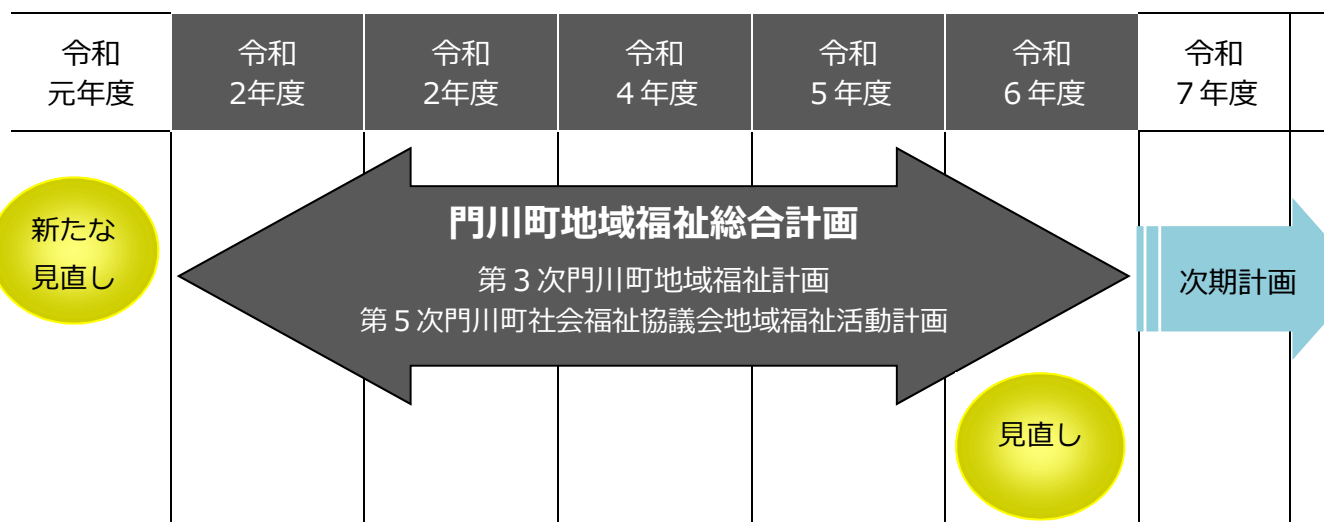 令和
元年度
令和
2年度
令和
2年度
令和
４年度
令和
５年度
令和
６年度
令和
７年度
新たな
見直し
門川町地域福祉総合計画
第３次門川町地域福祉計画
第５次門川町社会福祉協議会地域福祉活動計画
次期計画
見直し